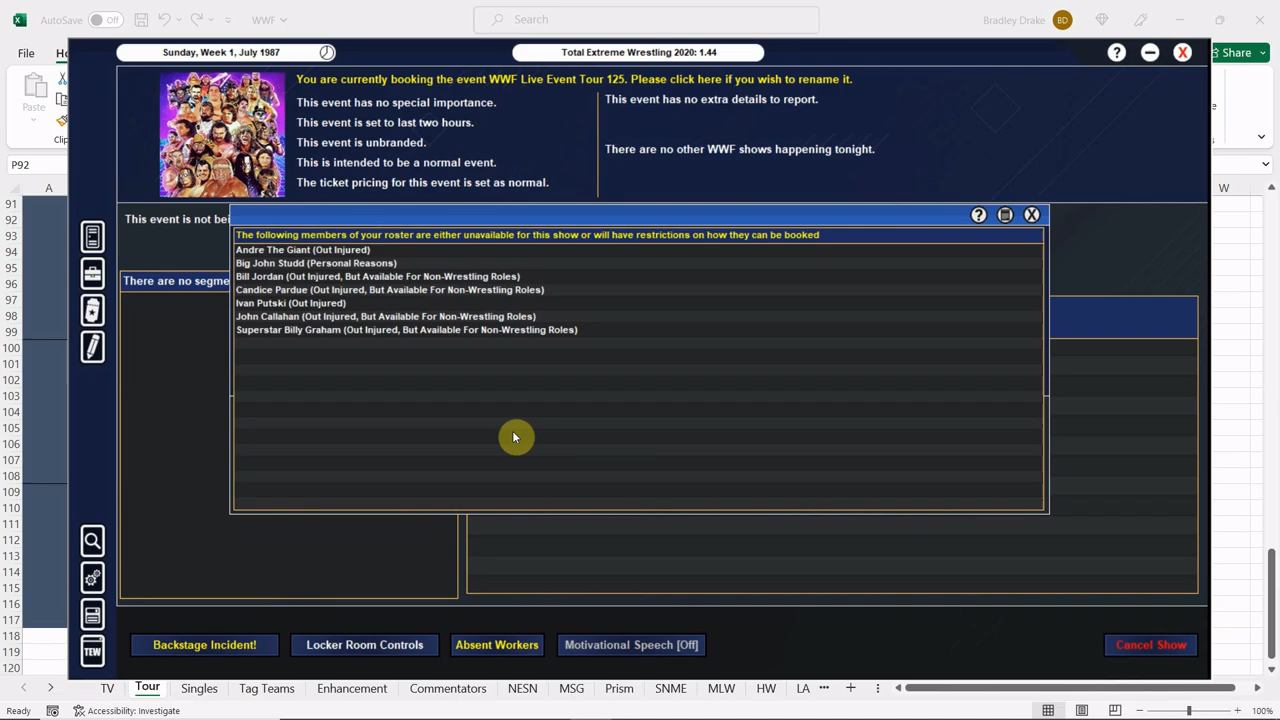 AutoSave Off WWF Search Bradley Drake BD
Sunday, Week 1, July 1987 Total Extreme Wrestling 2020: 1.44 ? X
File Ho Share
You are currently booking the event WWF Live Event Tour 125. Please click here if you wish to rename it.
This event has no special importance. This event has no extra details to report.
Paste This event is set to last two hours.
Clip This event is unbranded. There are no other WWF shows happening tonight.
This is intended to be a normal event.
P92 The ticket pricing for this event is set as normal.
A W
91
92 This event is not bei ? X
93 The following members of your roster are either unavailable for this show or will have restrictions on how they can be booked
94 Andre The Giant (Out Injured)
95 Big John Studd (Personal Reasons)
96 There are no segme Bill Jordan (Out Injured, But Available For Non-Wrestling Roles)
97 Candice Pardue (Out Injured, But Available For Non-Wrestling Roles)
98 Ivan Putski (Out Injured)
99 John Callahan (Out Injured, But Available For Non-Wrestling Roles)
100 Superstar Billy Graham (Out Injured, But Available For Non-Wrestling Roles)
101
102
103
104
105
106
107
108
109
110
111
112
113
114
115
116
117 Backstage Incident! Locker Room Controls Absent Workers Motivational Speech [Off] Cancel Show
TEW
118
119
120
TV Tour Singles Tag Teams Enhancement Commentators NESN MSG Prism SNME MLW HW LA
Ready Accessibility: Investigate 100%